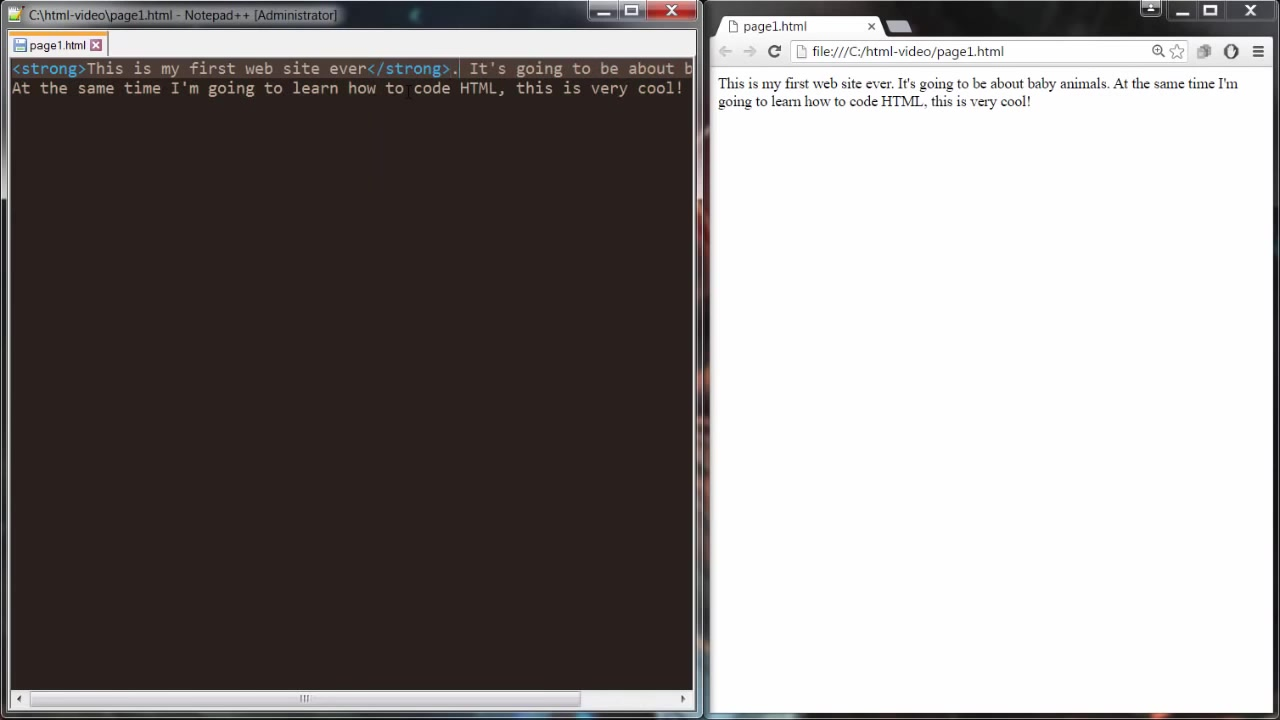 C:\html-video\page1.html - Notepad++ [Administrator]
page1.html
<strong>This is my first web site ever</strong>. It's going to be about b
At the same time I'm going to learn how to code HTML, this is very cool!
page1.html
file:///C:/html-video/page1.html
This is my first web site ever. It's going to be about baby animals. At the same time I'm
going to learn how to code HTML, this is very cool!